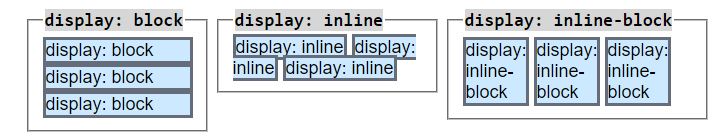 display: block
display: block
display: block
display: block
display: inline
display: inline display:
inline display: inline
display: inline-block
display: display: display:
inline- inline- inline-
block block block